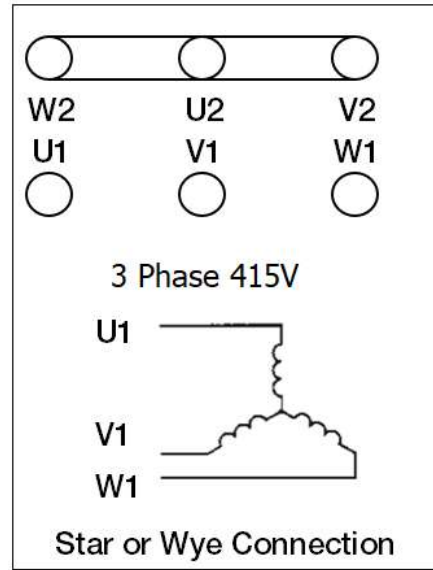 W2 U2 V2
U1 V1 W1
3 Phase 415V
U1
V1
W1
Star or Wye Connection